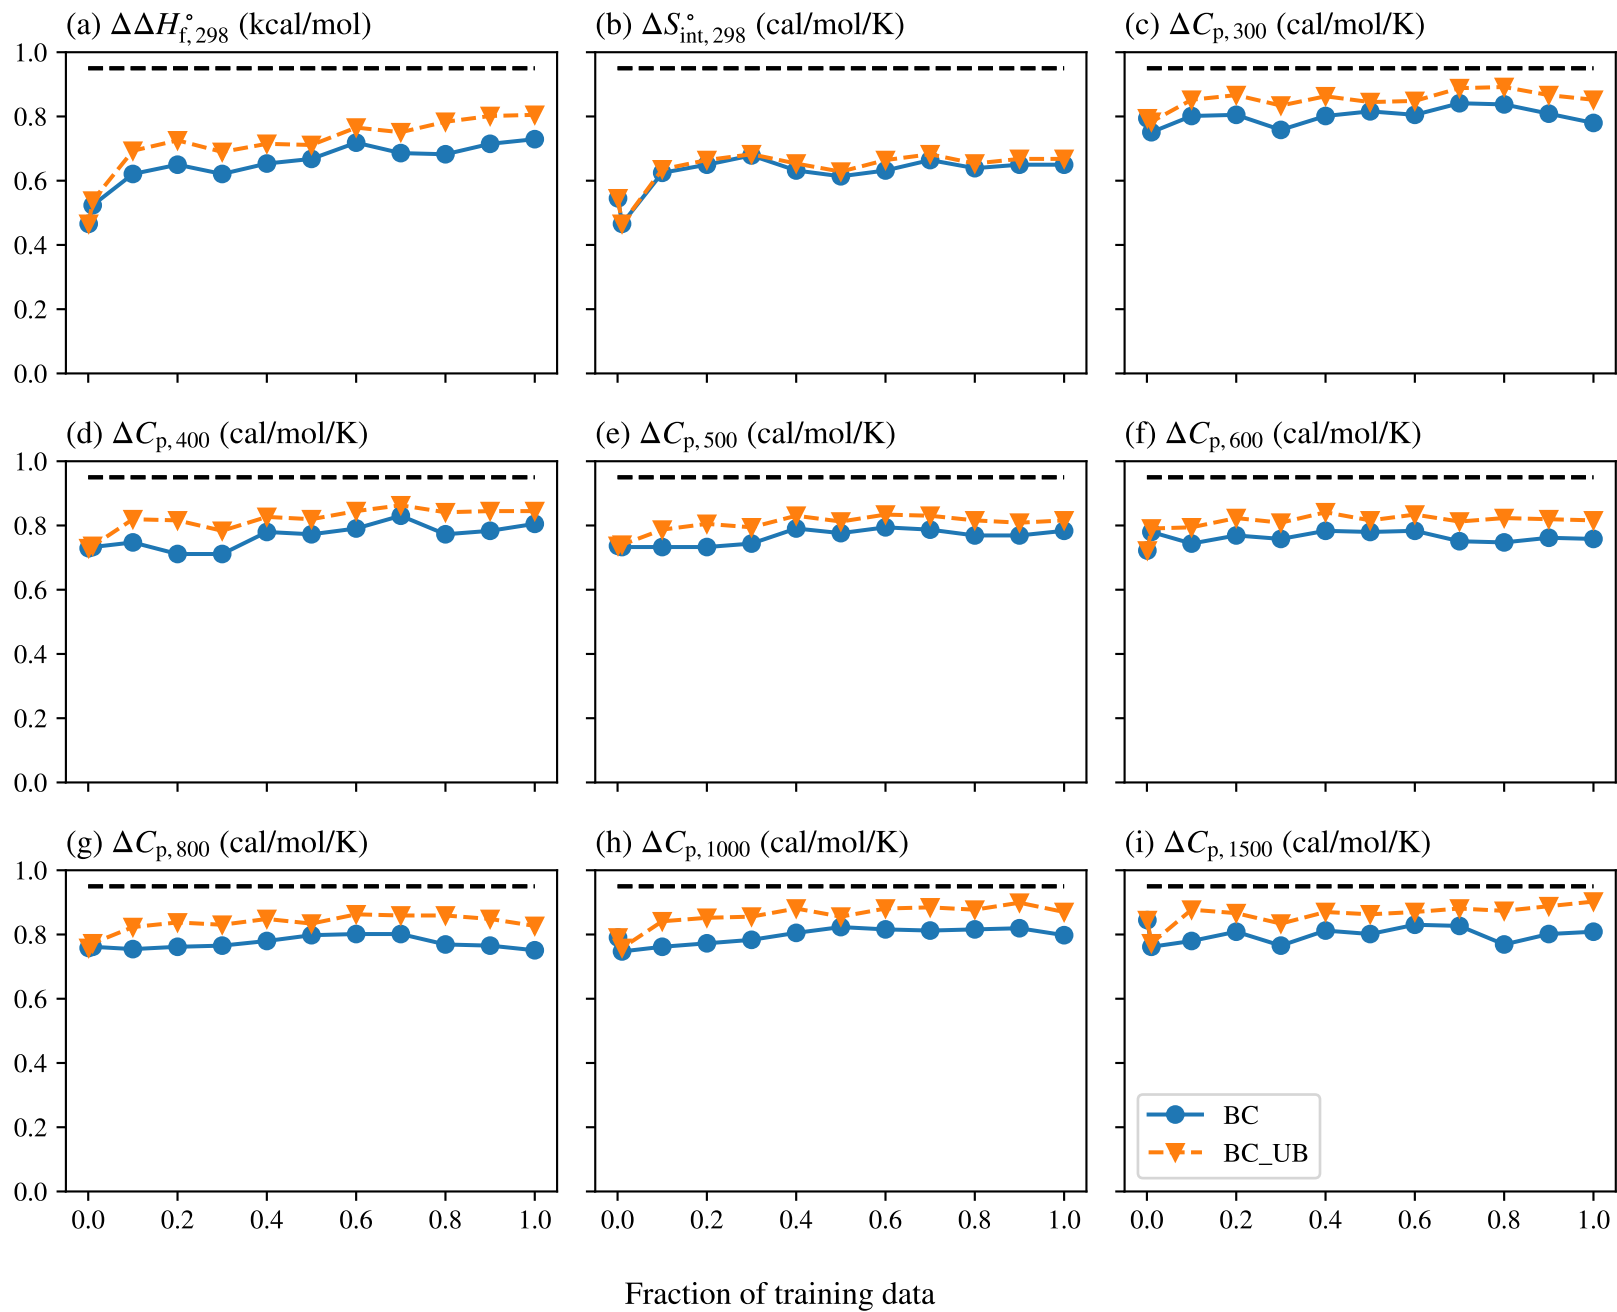 (a) ΔΔH°f, 298 (kcal/mol)
(b) ΔS°int, 298 (cal/mol/K)
(c) ΔCp, 300 (cal/mol/K)
1.0
0.8
0.6
0.4
0.2
0.0
(d) ΔCp, 400 (cal/mol/K)
(e) ΔCp, 500 (cal/mol/K)
(f) ΔCp, 600 (cal/mol/K)
1.0
0.8
0.6
0.4
0.2
0.0
(g) ΔCp, 800 (cal/mol/K)
(h) ΔCp, 1000 (cal/mol/K)
(i) ΔCp, 1500 (cal/mol/K)
1.0
0.8
0.6
0.4
0.2
0.0
BC
BC_UB
0.0 0.2 0.4 0.6 0.8 1.0
0.0 0.2 0.4 0.6 0.8 1.0
0.0 0.2 0.4 0.6 0.8 1.0
Fraction of training data